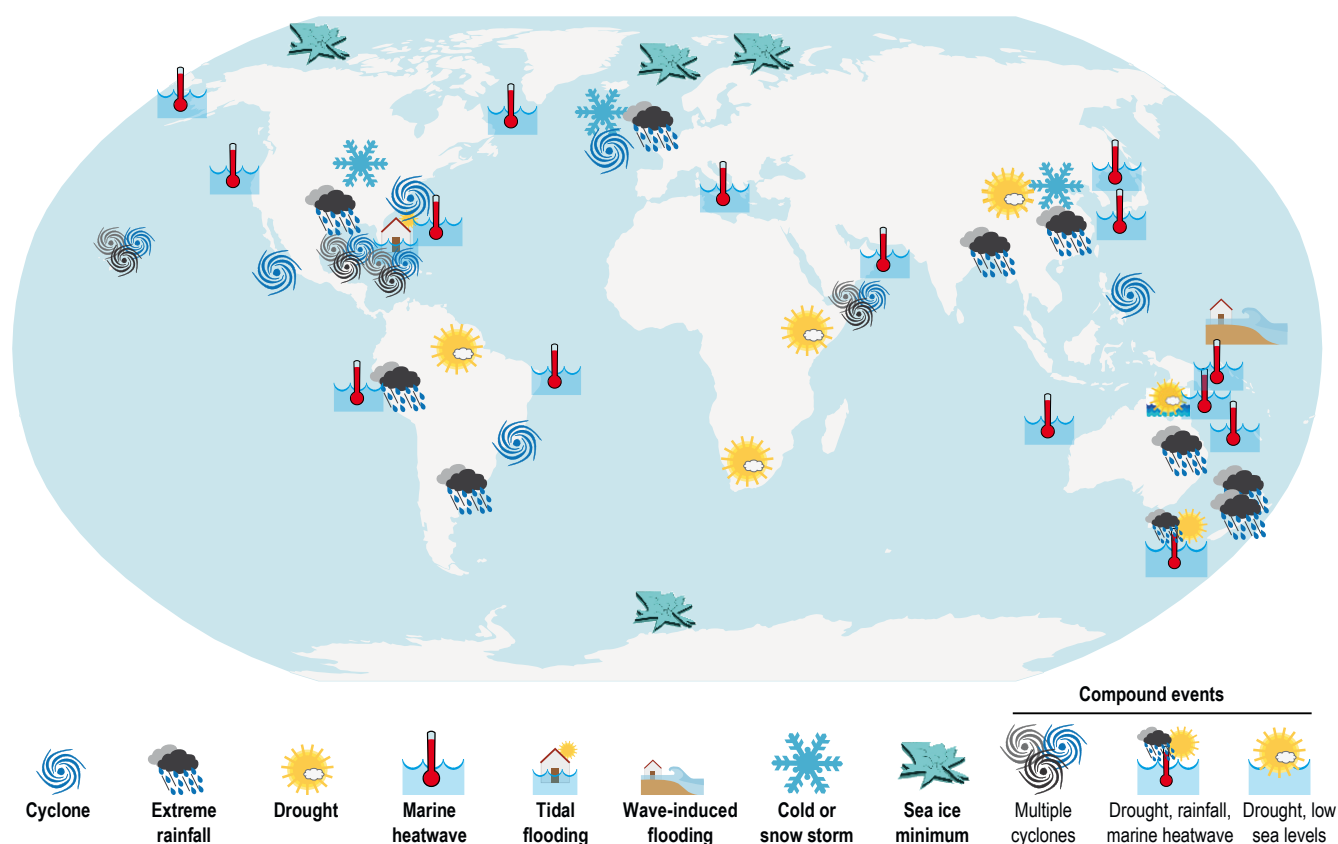 Compound events
Cyclone
Extreme
rainfall
Drought
Marine
heatwave
Tidal
flooding
Wave-induced
flooding
Cold or
snow storm
Sea ice
minimum
Multiple
cyclones
Drought, rainfall,
marine heatwave
Drought, low
sea levels